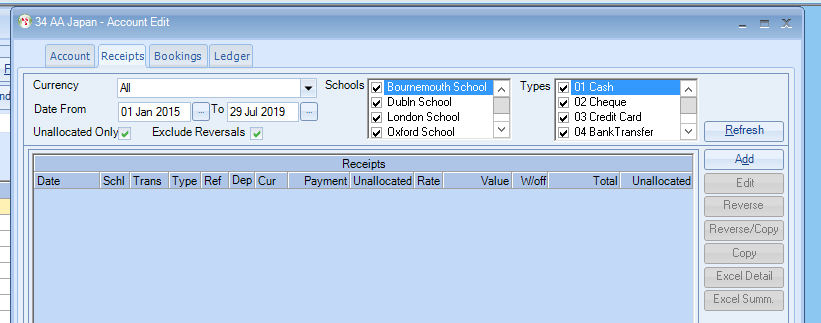 34 AA Japan - Account Edit
Account Receipts Bookings Ledger
Currency All Schools Bournemouth School Types 01 Cash
Dubln School 02 Cheque
Date From 01 Jan 2015 ... To 29 Jul 2019 ... London School 03 Credit Card
Unallocated Only Exclude Reversals Oxford School 04 BankTransfer Refresh
Receipts Add
Date Schl Trans Type Ref Dep Cur Payment Unallocated Rate Value W/off Total Unallocated
Edit
Reverse
Reverse/Copy
Copy
Excel Detail
Excel Summ.